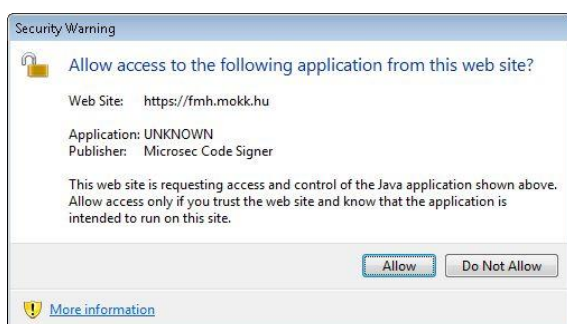 Security Warning
Allow access to the following application from this web site?
Web Site: https://fmh.mokk.hu
Application: UNKNOWN
Publisher: Microsec Code Signer
This web site is requesting access and control of the Java application shown above.
Allow access only if you trust the web site and know that the application is
intended to run on this site.
Allow Do Not Allow
More information